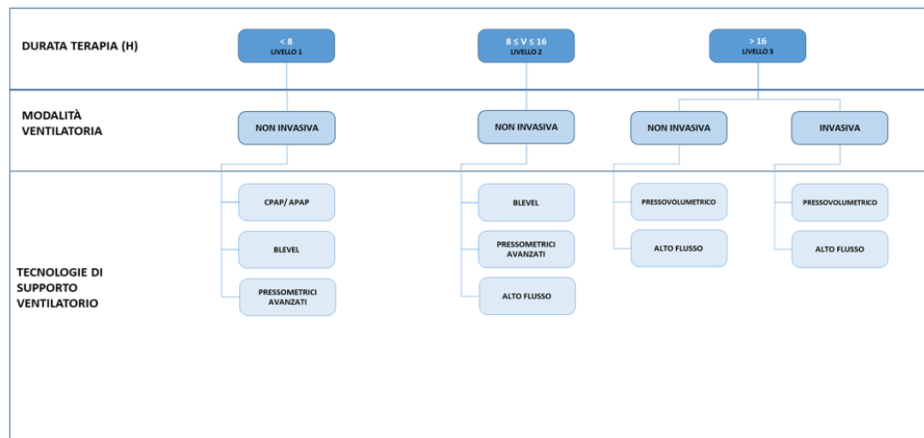 DURATA TERAPIA (H)
< 8
LIVELLO 1
8 ≤ V ≤ 16
LIVELLO 2
> 16
LIVELLO 3
MODALITÀ
VENTILATORIA
NON INVASIVA
NON INVASIVA
NON INVASIVA
INVASIVA
TECNOLOGIE DI
SUPPORTO
VENTILATORIO
CPAP/ APAP
BLEVEL
PRESSOMETRICI
AVANZATI
BLEVEL
PRESSOMETRICI
AVANZATI
ALTO FLUSSO
PRESSOVOLUMETRICO
ALTO FLUSSO
PRESSOVOLUMETRICO
ALTO FLUSSO